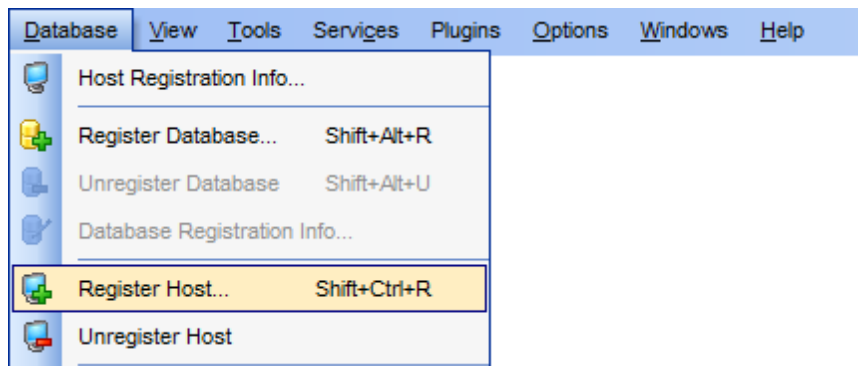 Database View Tools Services Plugins Options Windows Help
Host Registration Info...
Register Database... Shift+Alt+R
Unregister Database Shift+Alt+U
Database Registration Info...
Register Host... Shift+Ctrl+R
Unregister Host